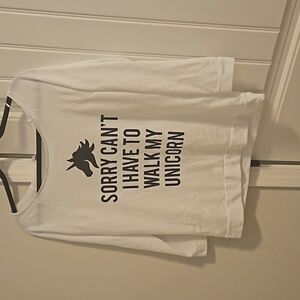 SORRY CAN'T
I HAVE TO
WALK MY
UNICORN